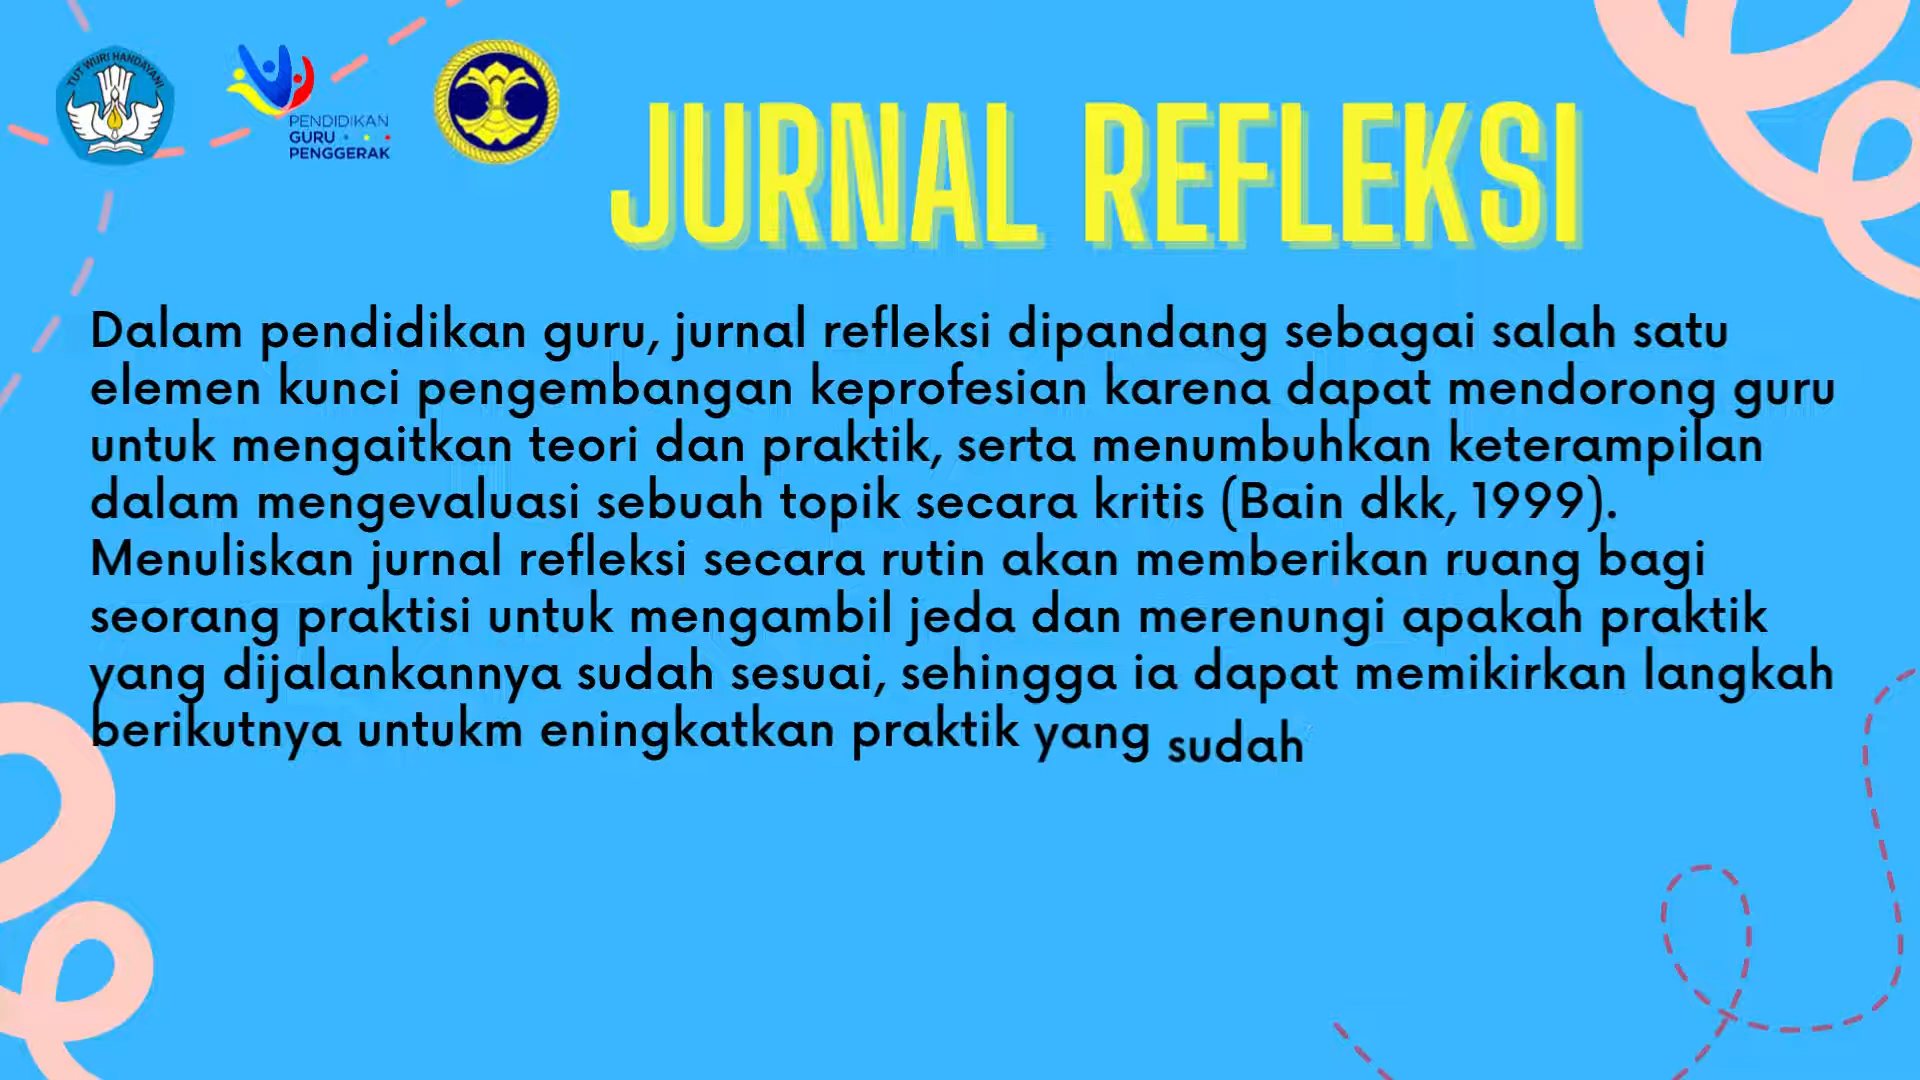 TUT WURI HANDAYANI
PENDIDIKAN
GURU
PENGGERAK
JURNAL REFLEKSI
Dalam pendidikan guru, jurnal refleksi dipandang sebagai salah satu
elemen kunci pengembangan keprofesian karena dapat mendorong guru
untuk mengaitkan teori dan praktik, serta menumbuhkan keterampilan
dalam mengevaluasi sebuah topik secara kritis (Bain dkk, 1999).
Menuliskan jurnal refleksi secara rutin akan memberikan ruang bagi
seorang praktisi untuk mengambil jeda dan merenungi apakah praktik
yang dijalankannya sudah sesuai, sehingga ia dapat memikirkan langkah
berikutnya untukm eningkatkan praktik yang sudah